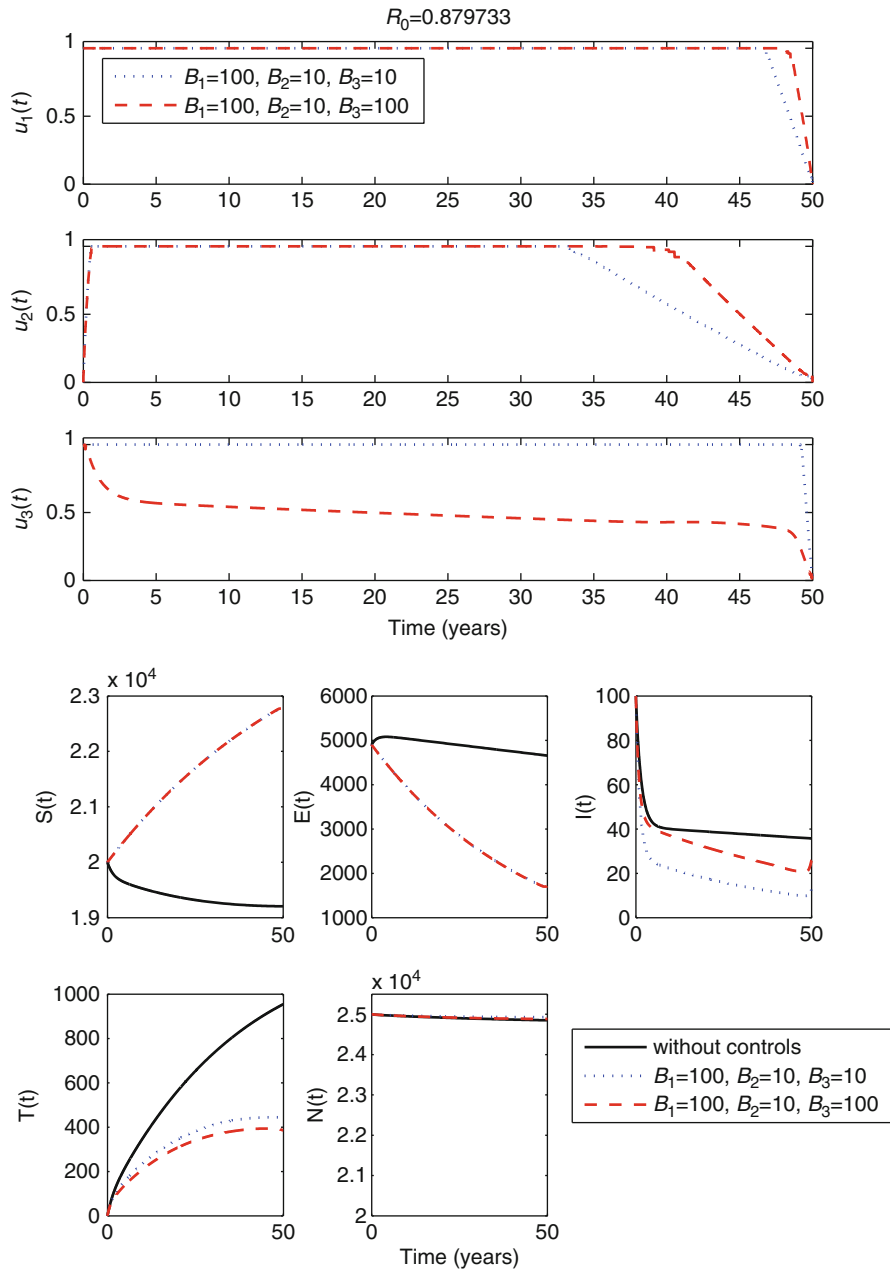 R₀=0.879733
1
0.5
0
u₁(t)
B₁=100, B₂=10, B₃=10
B₁=100, B₂=10, B₃=100
0 5 10 15 20 25 30 35 40 45 50
1
0.5
0
u₂(t)
0 5 10 15 20 25 30 35 40 45 50
1
0.5
0
u₃(t)
0 5 10 15 20 25 30 35 40 45 50
Time (years)
x 10⁴
2.3
2.2
2.1
2
1.9
S(t)
0 50
6000
5000
4000
3000
2000
1000
E(t)
0 50
100
80
60
40
20
0
I(t)
0 50
1000
800
600
400
200
0
T(t)
0 50
x 10⁴
2.5
2.4
2.3
2.2
2.1
2
N(t)
0 50
Time (years)
without controls
B₁=100, B₂=10, B₃=10
B₁=100, B₂=10, B₃=100